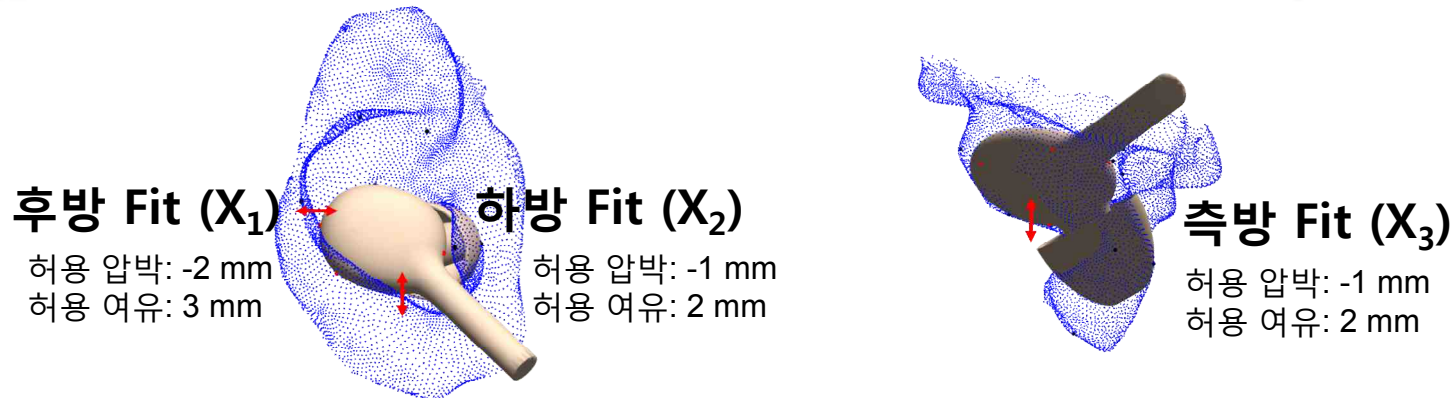 후방 Fit (X₁)
허용 압박: -2 mm
허용 여유: 3 mm
하방 Fit (X₂)
허용 압박: -1 mm
허용 여유: 2 mm
측방 Fit (X₃)
허용 압박: -1 mm
허용 여유: 2 mm